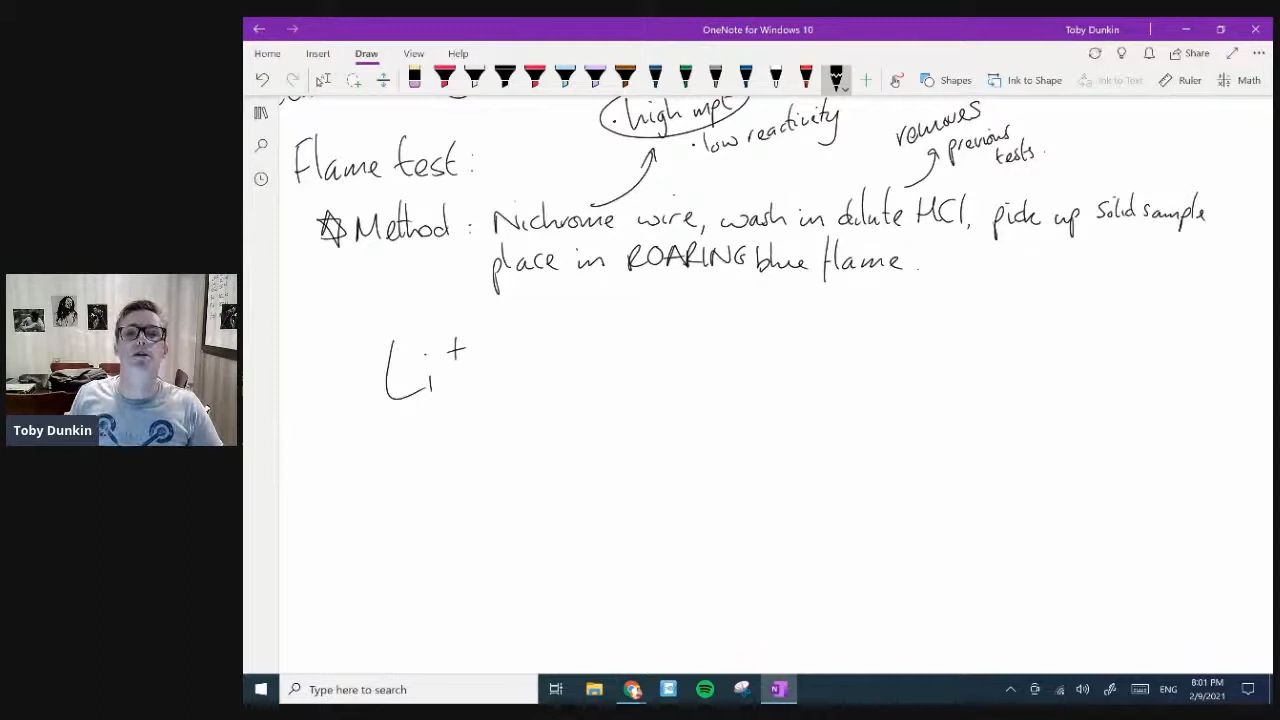 OneNote for Windows 10
Toby Dunkin
Home Insert Draw View Help
Share
Shapes Ink to Shape Ink to Text Ruler Math
· high mpt
· low reactivity
removes
previous
tests.
Flame test:
Method: Nichrome wire, wash in dilute HCl, pick up solid sample
place in ROARING blue flame.
Li+
Toby Dunkin
Type here to search
ENG
8:01 PM
2/9/2021